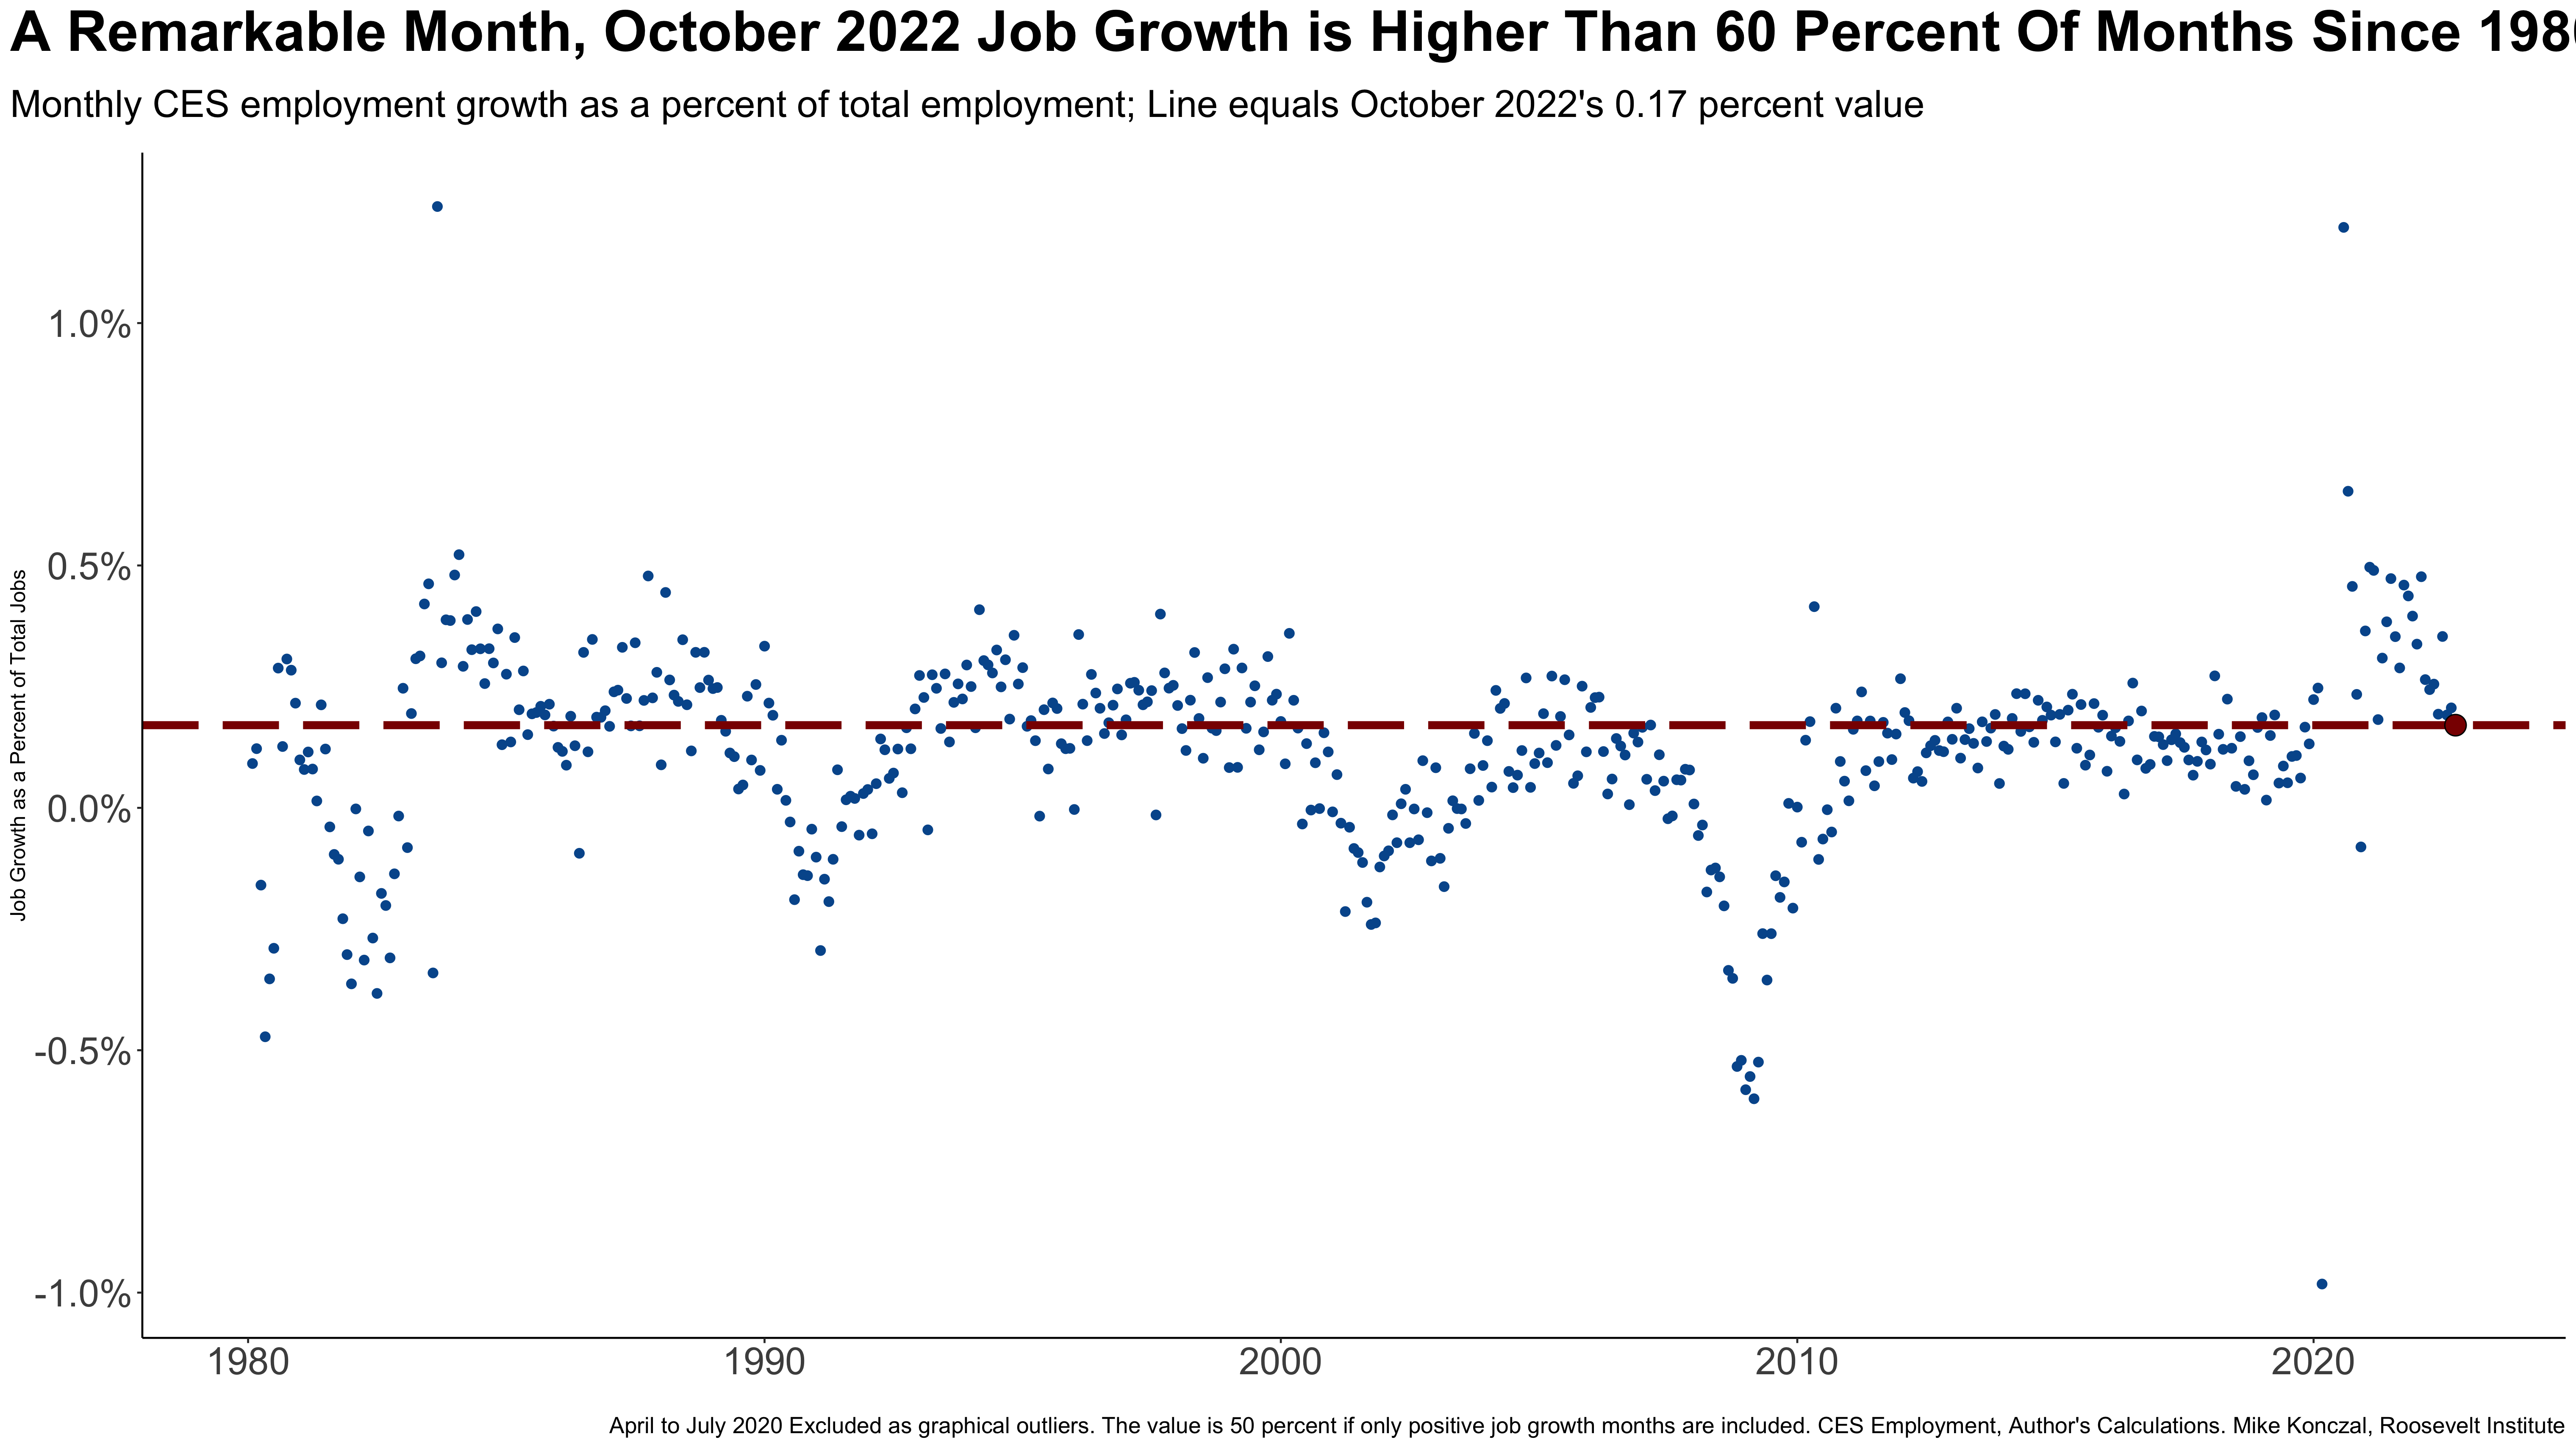 A Remarkable Month, October 2022 Job Growth is Higher Than 60 Percent Of Months Since 198
Monthly CES employment growth as a percent of total employment; Line equals October 2022's 0.17 percent value
Job Growth as a Percent of Total Jobs
1.0%
0.5%
0.0%
-0.5%
-1.0%
1980
1990
2000
2010
2020
April to July 2020 Excluded as graphical outliers. The value is 50 percent if only positive job growth months are included. CES Employment, Author's Calculations. Mike Konczal, Roosevelt Institute